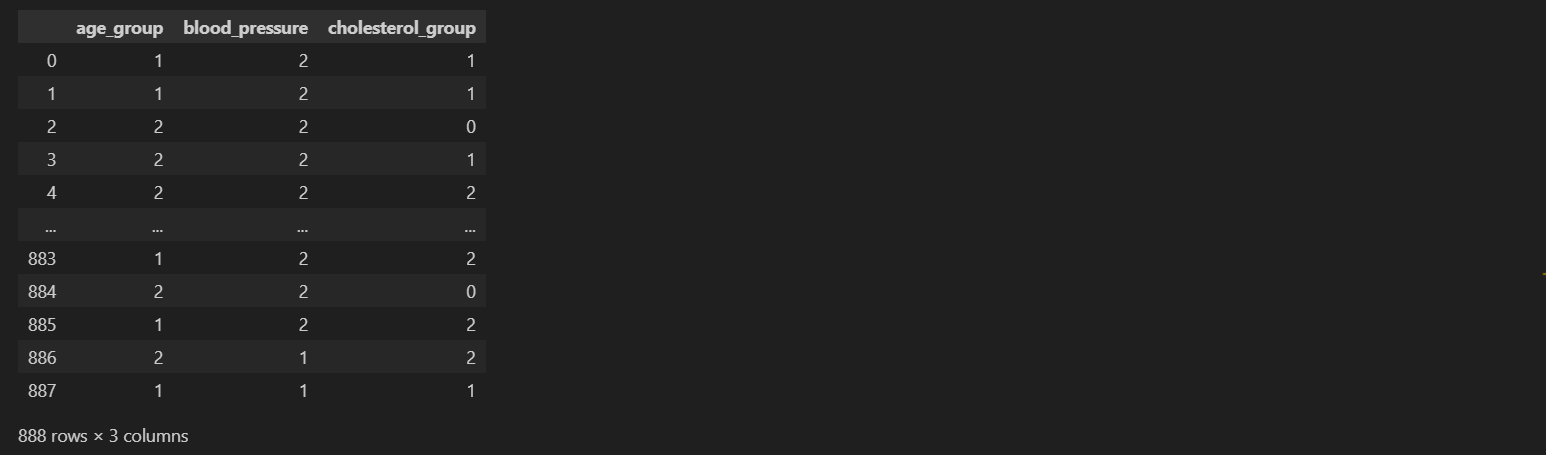 age_group blood_pressure cholesterol_group
0 1 2 1
1 1 2 1
2 2 2 0
3 2 2 1
4 2 2 2
... ... ... ...
883 1 2 2
884 2 2 0
885 1 2 2
886 2 1 2
887 1 1 1
888 rows × 3 columns